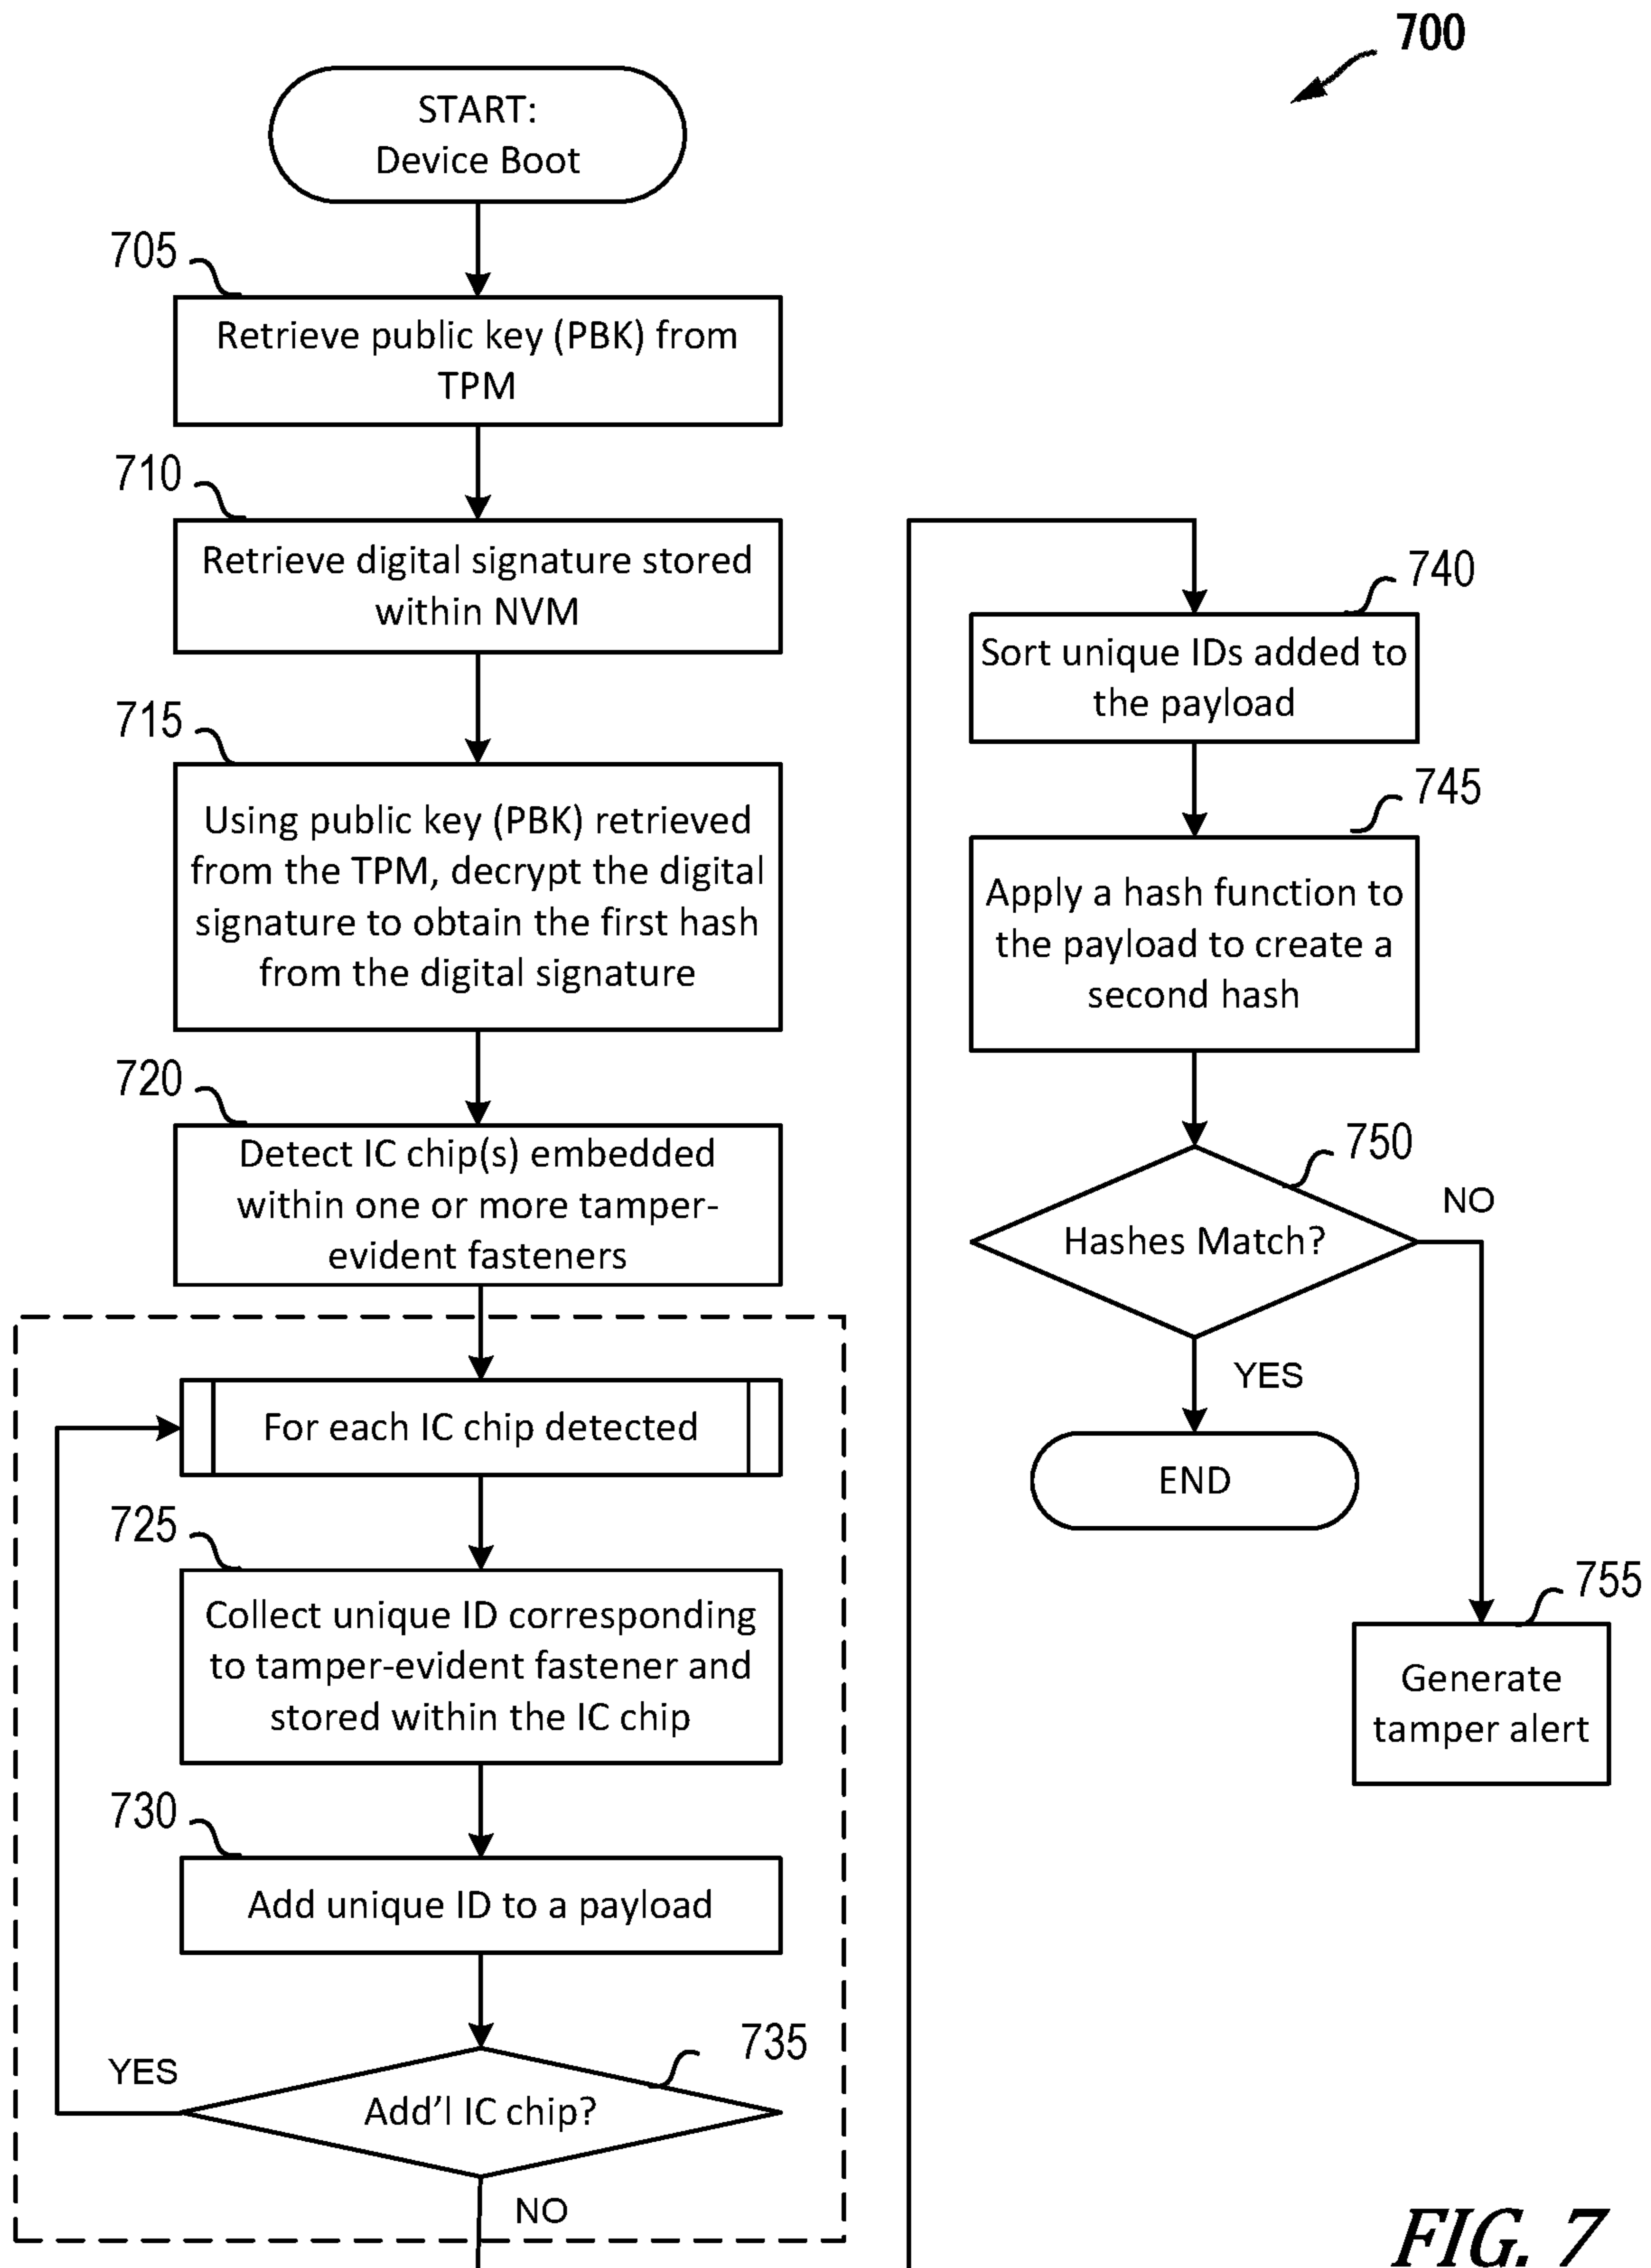 700
START:
Device Boot
705
Retrieve public key (PBK) from
TPM
710
Retrieve digital signature stored
within NVM
715
Using public key (PBK) retrieved
from the TPM, decrypt the digital
signature to obtain the first hash
from the digital signature
720
Detect IC chip(s) embedded
within one or more tamper-
evident fasteners
For each IC chip detected
725
Collect unique ID corresponding
to tamper-evident fastener and
stored within the IC chip
730
Add unique ID to a payload
735
YES
Add'l IC chip?
NO
740
Sort unique IDs added to
the payload
745
Apply a hash function to
the payload to create a
second hash
750
NO
Hashes Match?
YES
END
755
Generate
tamper alert
FIG. 7